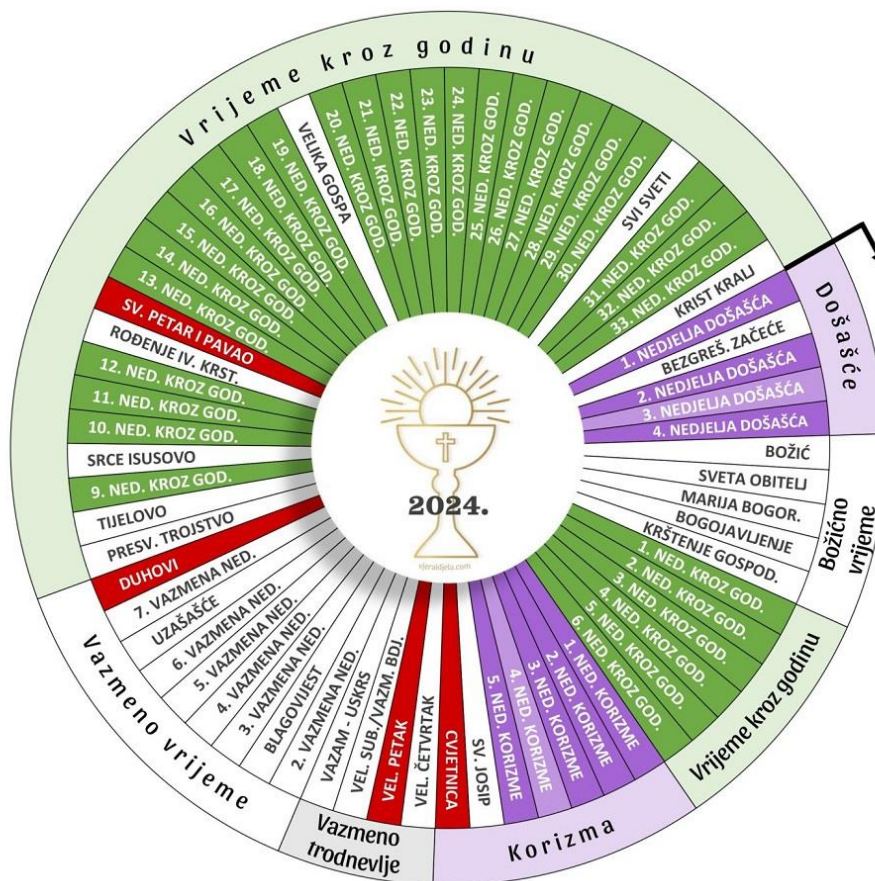 Došašće
1. NEDJELJA DOŠAŠĆA
BEZGREŠ. ZAČEĆE
2. NEDJELJA DOŠAŠĆA
3. NEDJELJA DOŠAŠĆA
4. NEDJELJA DOŠAŠĆA
Božićno
vrijeme
BOŽIĆ
SVETA OBITELJ
MARIJA BOGOR.
BOGOJAVLJENJE
KRŠTENJE GOSPOD.
Vrijeme kroz godinu
1. NED. KROZ GOD.
2. NED. KROZ GOD.
3. NED. KROZ GOD.
4. NED. KROZ GOD.
5. NED. KROZ GOD.
6. NED. KROZ GOD.
Korizma
1. NED. KORIZME
2. NED. KORIZME
3. NED. KORIZME
4. NED. KORIZME
5. NED. KORIZME
SV. JOSIP
CVJETNICA
Vazmeno
trodnevlje
VEL. ČETVRTAK
VEL. PETAK
VEL. SUB./VAZM. BDJ.
Vazmeno vrijeme
VAZAM - USKRS
2. VAZMENA NED.
BLAGOVIJEST
3. VAZMENA NED.
4. VAZMENA NED.
5. VAZMENA NED.
6. VAZMENA NED.
UZAŠAŠĆE
7. VAZMENA NED.
DUHOVI
Vrijeme kroz godinu
PRESV. TROJSTVO
TIJELOVO
9. NED. KROZ GOD.
SRCE ISUSOVO
10. NED. KROZ GOD.
11. NED. KROZ GOD.
12. NED. KROZ GOD.
ROĐENJE IV. KRST.
SV. PETAR I PAVAO
13. NED. KROZ GOD.
14. NED. KROZ GOD.
15. NED. KROZ GOD.
16. NED. KROZ GOD.
17. NED. KROZ GOD.
18. NED. KROZ GOD.
19. NED. KROZ GOD.
VELIKA GOSPA
20. NED. KROZ GOD.
21. NED. KROZ GOD.
22. NED. KROZ GOD.
23. NED. KROZ GOD.
24. NED. KROZ GOD.
25. NED. KROZ GOD.
26. NED. KROZ GOD.
27. NED. KROZ GOD.
28. NED. KROZ GOD.
29. NED. KROZ GOD.
30. NED. KROZ GOD.
SVI SVETI
31. NED. KROZ GOD.
32. NED. KROZ GOD.
33. NED. KROZ GOD.
KRIST KRALJ
2024.
vjeraidjela.com